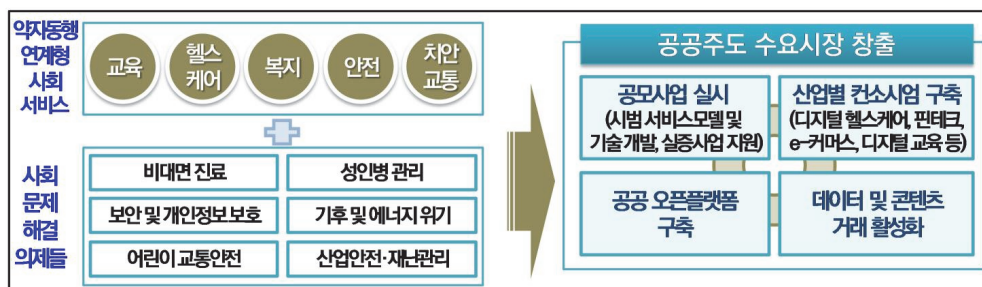 약자동행
연계형
사회
서비스
교육
헬스
케어
복지
안전
치안
교통
사회
문제
해결
의제들
비대면 진료
성인병 관리
보안 및 개인정보 보호
기후 및 에너지 위기
어린이 교통안전
산업안전·재난관리
공공주도 수요시장 창출
공모사업 실시
(시범 서비스모델 및
기술 개발, 실증사업 지원)
산업별 컨소시엄 구축
(디지털 헬스케어, 핀테크,
e-커머스, 디지털 교육 등)
공공 오픈플랫폼
구축
데이터 및 콘텐츠
거래 활성화